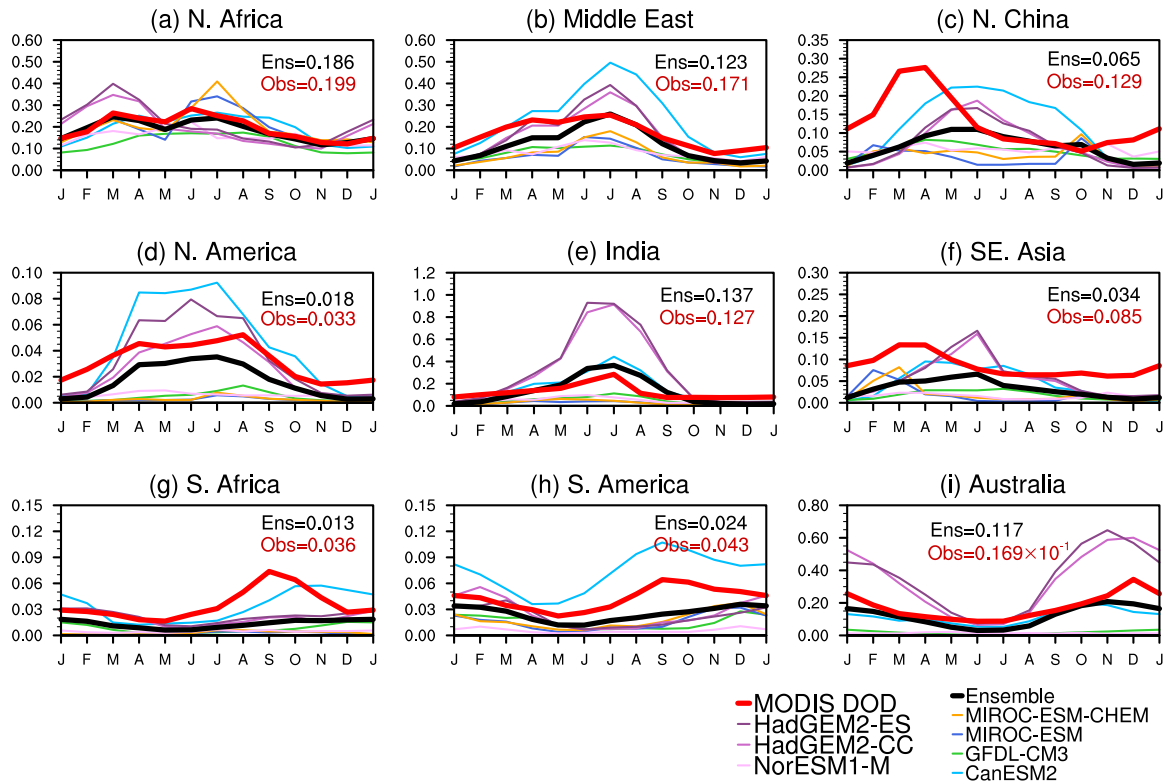 (a) N. Africa
0.60
0.50
0.40
0.30
0.20
0.10
0.00
Ens=0.186
Obs=0.199
J F M A M J J A S O N D J
(b) Middle East
0.60
0.50
0.40
0.30
0.20
0.10
0.00
Ens=0.123
Obs=0.171
J F M A M J J A S O N D J
(c) N. China
0.35
0.30
0.25
0.20
0.15
0.10
0.05
0.00
Ens=0.065
Obs=0.129
J F M A M J J A S O N D J
(d) N. America
0.10
0.08
0.06
0.04
0.02
0.00
Ens=0.018
Obs=0.033
J F M A M J J A S O N D J
(e) India
1.2
1.0
0.8
0.6
0.4
0.2
0.0
Ens=0.137
Obs=0.127
J F M A M J J A S O N D J
(f) SE. Asia
0.30
0.25
0.20
0.15
0.10
0.05
0.00
Ens=0.034
Obs=0.085
J F M A M J J A S O N D J
(g) S. Africa
0.15
0.12
0.09
0.06
0.03
0.00
Ens=0.013
Obs=0.036
J F M A M J J A S O N D J
(h) S. America
0.15
0.12
0.09
0.06
0.03
0.00
Ens=0.024
Obs=0.043
J F M A M J J A S O N D J
(i) Australia
0.80
0.60
0.40
0.20
0.00
Ens=0.117
Obs=0.169×10⁻¹
J F M A M J J A S O N D J
MODIS DOD
HadGEM2-ES
HadGEM2-CC
NorESM1-M
Ensemble
MIROC-ESM-CHEM
MIROC-ESM
GFDL-CM3
CanESM2